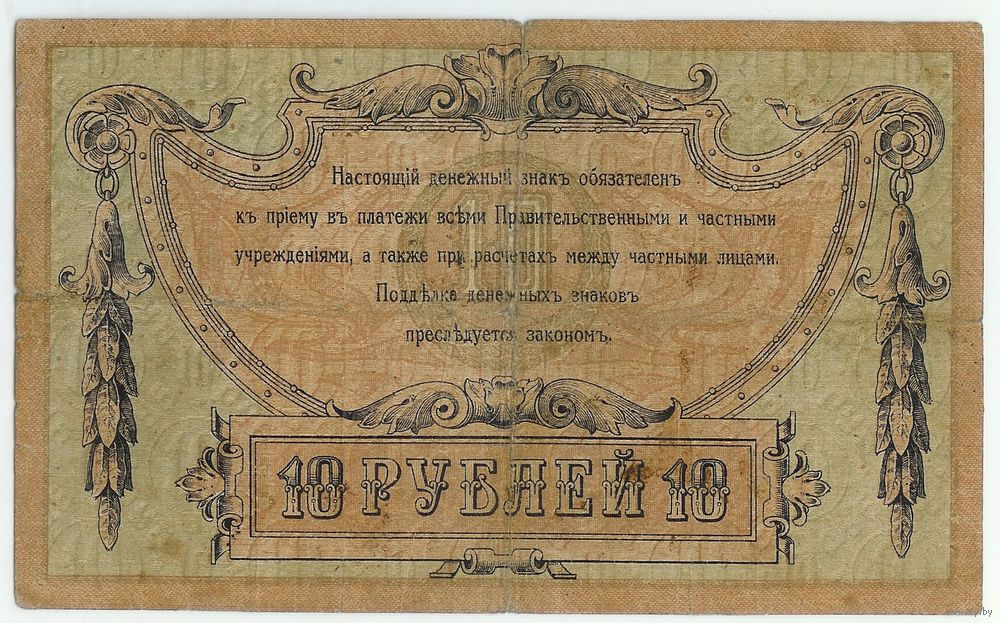 Настоящій денежный знакъ обязателенъ
къ пріему въ платежи всѣми Правительственными и частными
учрежденіями, а также при расчетахъ между частными лицами.
Поддѣлка денежныхъ знаковъ
преслѣдуется закономъ.
10 РУБЛЕЙ 10